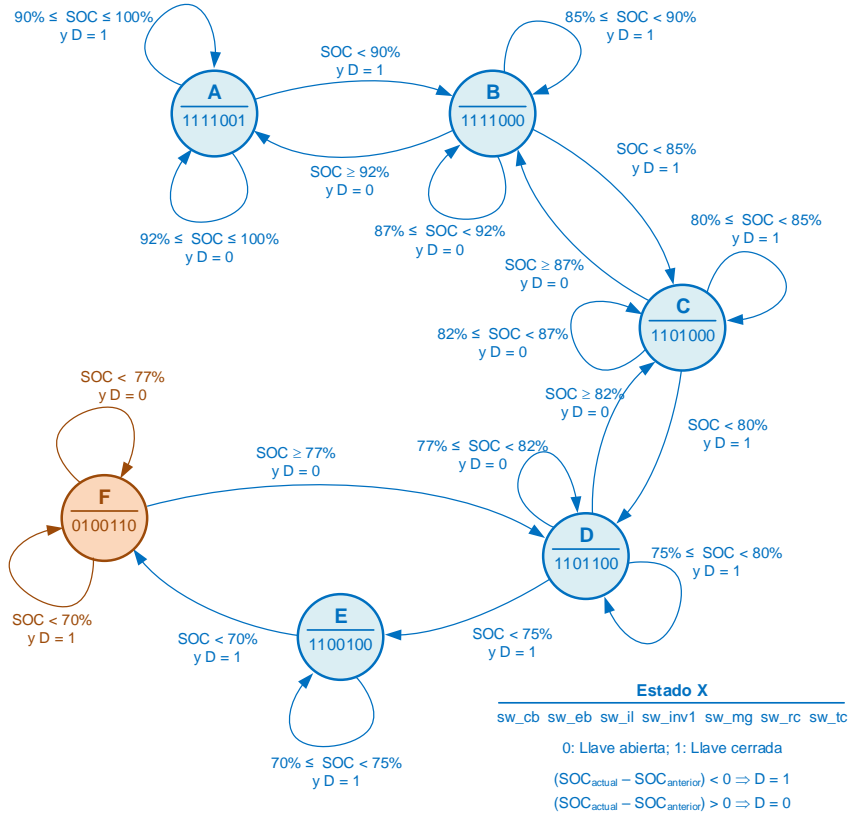 90% ≤ SOC ≤ 100%
y D = 1
85% ≤ SOC < 90%
y D = 1
SOC < 90%
y D = 1
A
1111001
B
1111000
SOC ≥ 92%
y D = 0
SOC < 85%
y D = 1
92% ≤ SOC ≤ 100%
y D = 0
87% ≤ SOC < 92%
y D = 0
80% ≤ SOC < 85%
y D = 1
SOC ≥ 87%
y D = 0
C
1101000
82% ≤ SOC < 87%
y D = 0
SOC < 77%
y D = 0
SOC ≥ 82%
y D = 0
SOC < 80%
y D = 1
SOC ≥ 77%
y D = 0
77% ≤ SOC < 82%
y D = 0
F
0100110
D
1101100
75% ≤ SOC < 80%
y D = 1
SOC < 70%
y D = 1
SOC < 70%
y D = 1
E
1100100
SOC < 75%
y D = 1
70% ≤ SOC < 75%
y D = 1
Estado X
sw_cb sw_eb sw_il sw_inv1 sw_mg sw_rc sw_tc
0: Llave abierta; 1: Llave cerrada
(SOCactual – SOCanterior) < 0 ⇒ D = 1
(SOCactual – SOCanterior) > 0 ⇒ D = 0